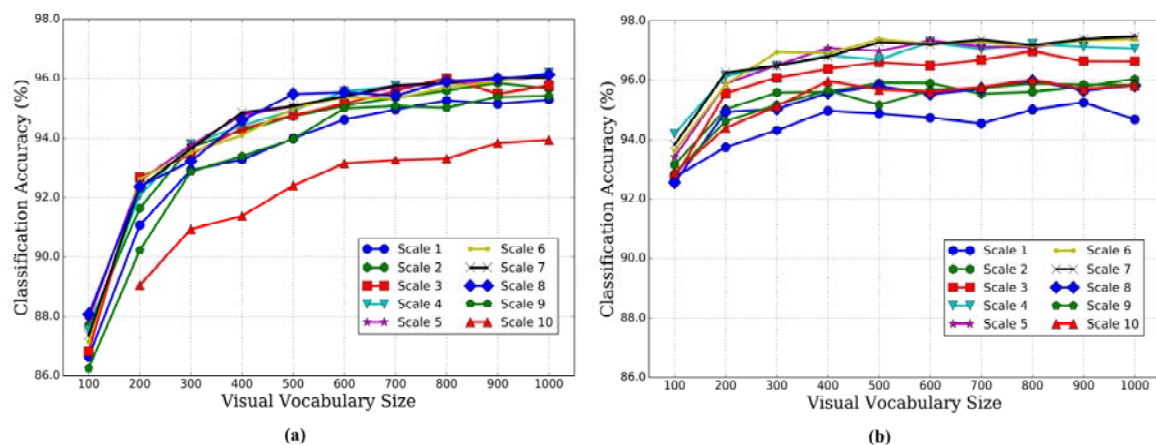 98.0
96.0
94.0
92.0
90.0
88.0
86.0
Classification Accuracy (%)
Scale 1
Scale 2
Scale 3
Scale 4
Scale 5
Scale 6
Scale 7
Scale 8
Scale 9
Scale 10
100 200 300 400 500 600 700 800 900 1000
Visual Vocabulary Size
(a)
98.0
96.0
94.0
92.0
90.0
88.0
86.0
Classification Accuracy (%)
Scale 1
Scale 2
Scale 3
Scale 4
Scale 5
Scale 6
Scale 7
Scale 8
Scale 9
Scale 10
100 200 300 400 500 600 700 800 900 1000
Visual Vocabulary Size
(b)